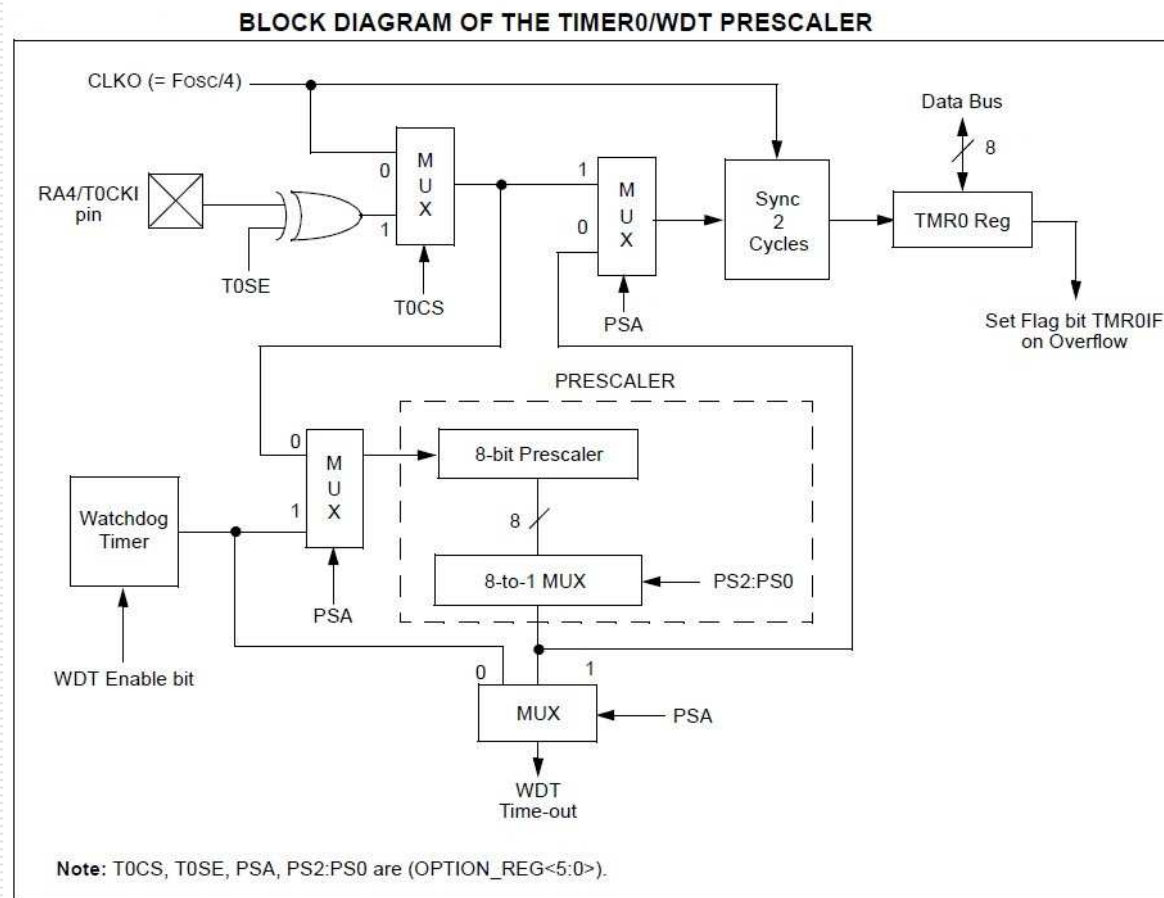 BLOCK DIAGRAM OF THE TIMER0/WDT PRESCALER
CLKO (= FOSC/4)
Data Bus
8
RA4/T0CKI
pin
T0SE
0
1
M
U
X
T0CS
1
0
M
U
X
PSA
Sync
2
Cycles
TMR0 Reg
Set Flag bit TMR0IF
on Overflow
PRESCALER
0
1
M
U
X
PSA
8-bit Prescaler
8
8-to-1 MUX
PS2:PS0
Watchdog
Timer
WDT Enable bit
0
1
MUX
PSA
WDT
Time-out
Note: T0CS, T0SE, PSA, PS2:PS0 are (OPTION_REG<5:0>).